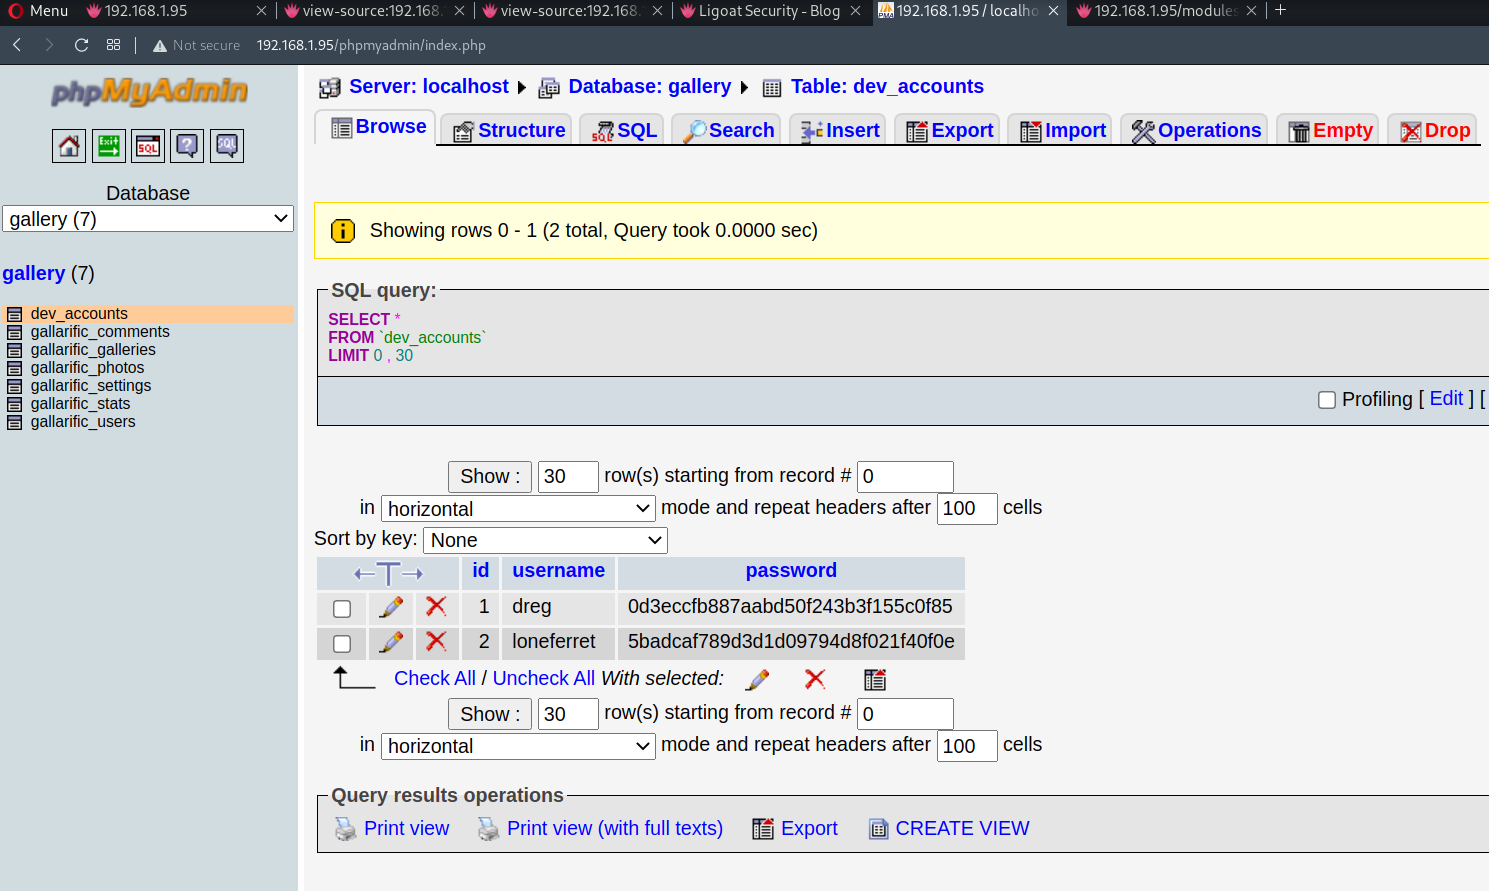 Menu 192.168.1.95 view-source:192.168. view-source:192.168. Ligoat Security - Blog 192.168.1.95 / localho 192.168.1.95/modules
Not secure 192.168.1.95/phpmyadmin/index.php
phpMyAdmin
Server: localhost Database: gallery Table: dev_accounts
Browse Structure SQL Search Insert Export Import Operations Empty Drop
Database
gallery (7)
gallery (7)
dev_accounts
gallarific_comments
gallarific_galleries
gallarific_photos
gallarific_settings
gallarific_stats
gallarific_users
Showing rows 0 - 1 (2 total, Query took 0.0000 sec)
SQL query:
SELECT *
FROM `dev_accounts`
LIMIT 0 , 30
Profiling [ Edit ] [
Show : 30 row(s) starting from record # 0
in horizontal mode and repeat headers after 100 cells
Sort by key: None
id username password
1 dreg 0d3eccfb887aabd50f243b3f155c0f85
2 loneferret 5badcaf789d3d1d09794d8f021f40f0e
Check All / Uncheck All With selected:
Show : 30 row(s) starting from record # 0
in horizontal mode and repeat headers after 100 cells
Query results operations
Print view Print view (with full texts) Export CREATE VIEW